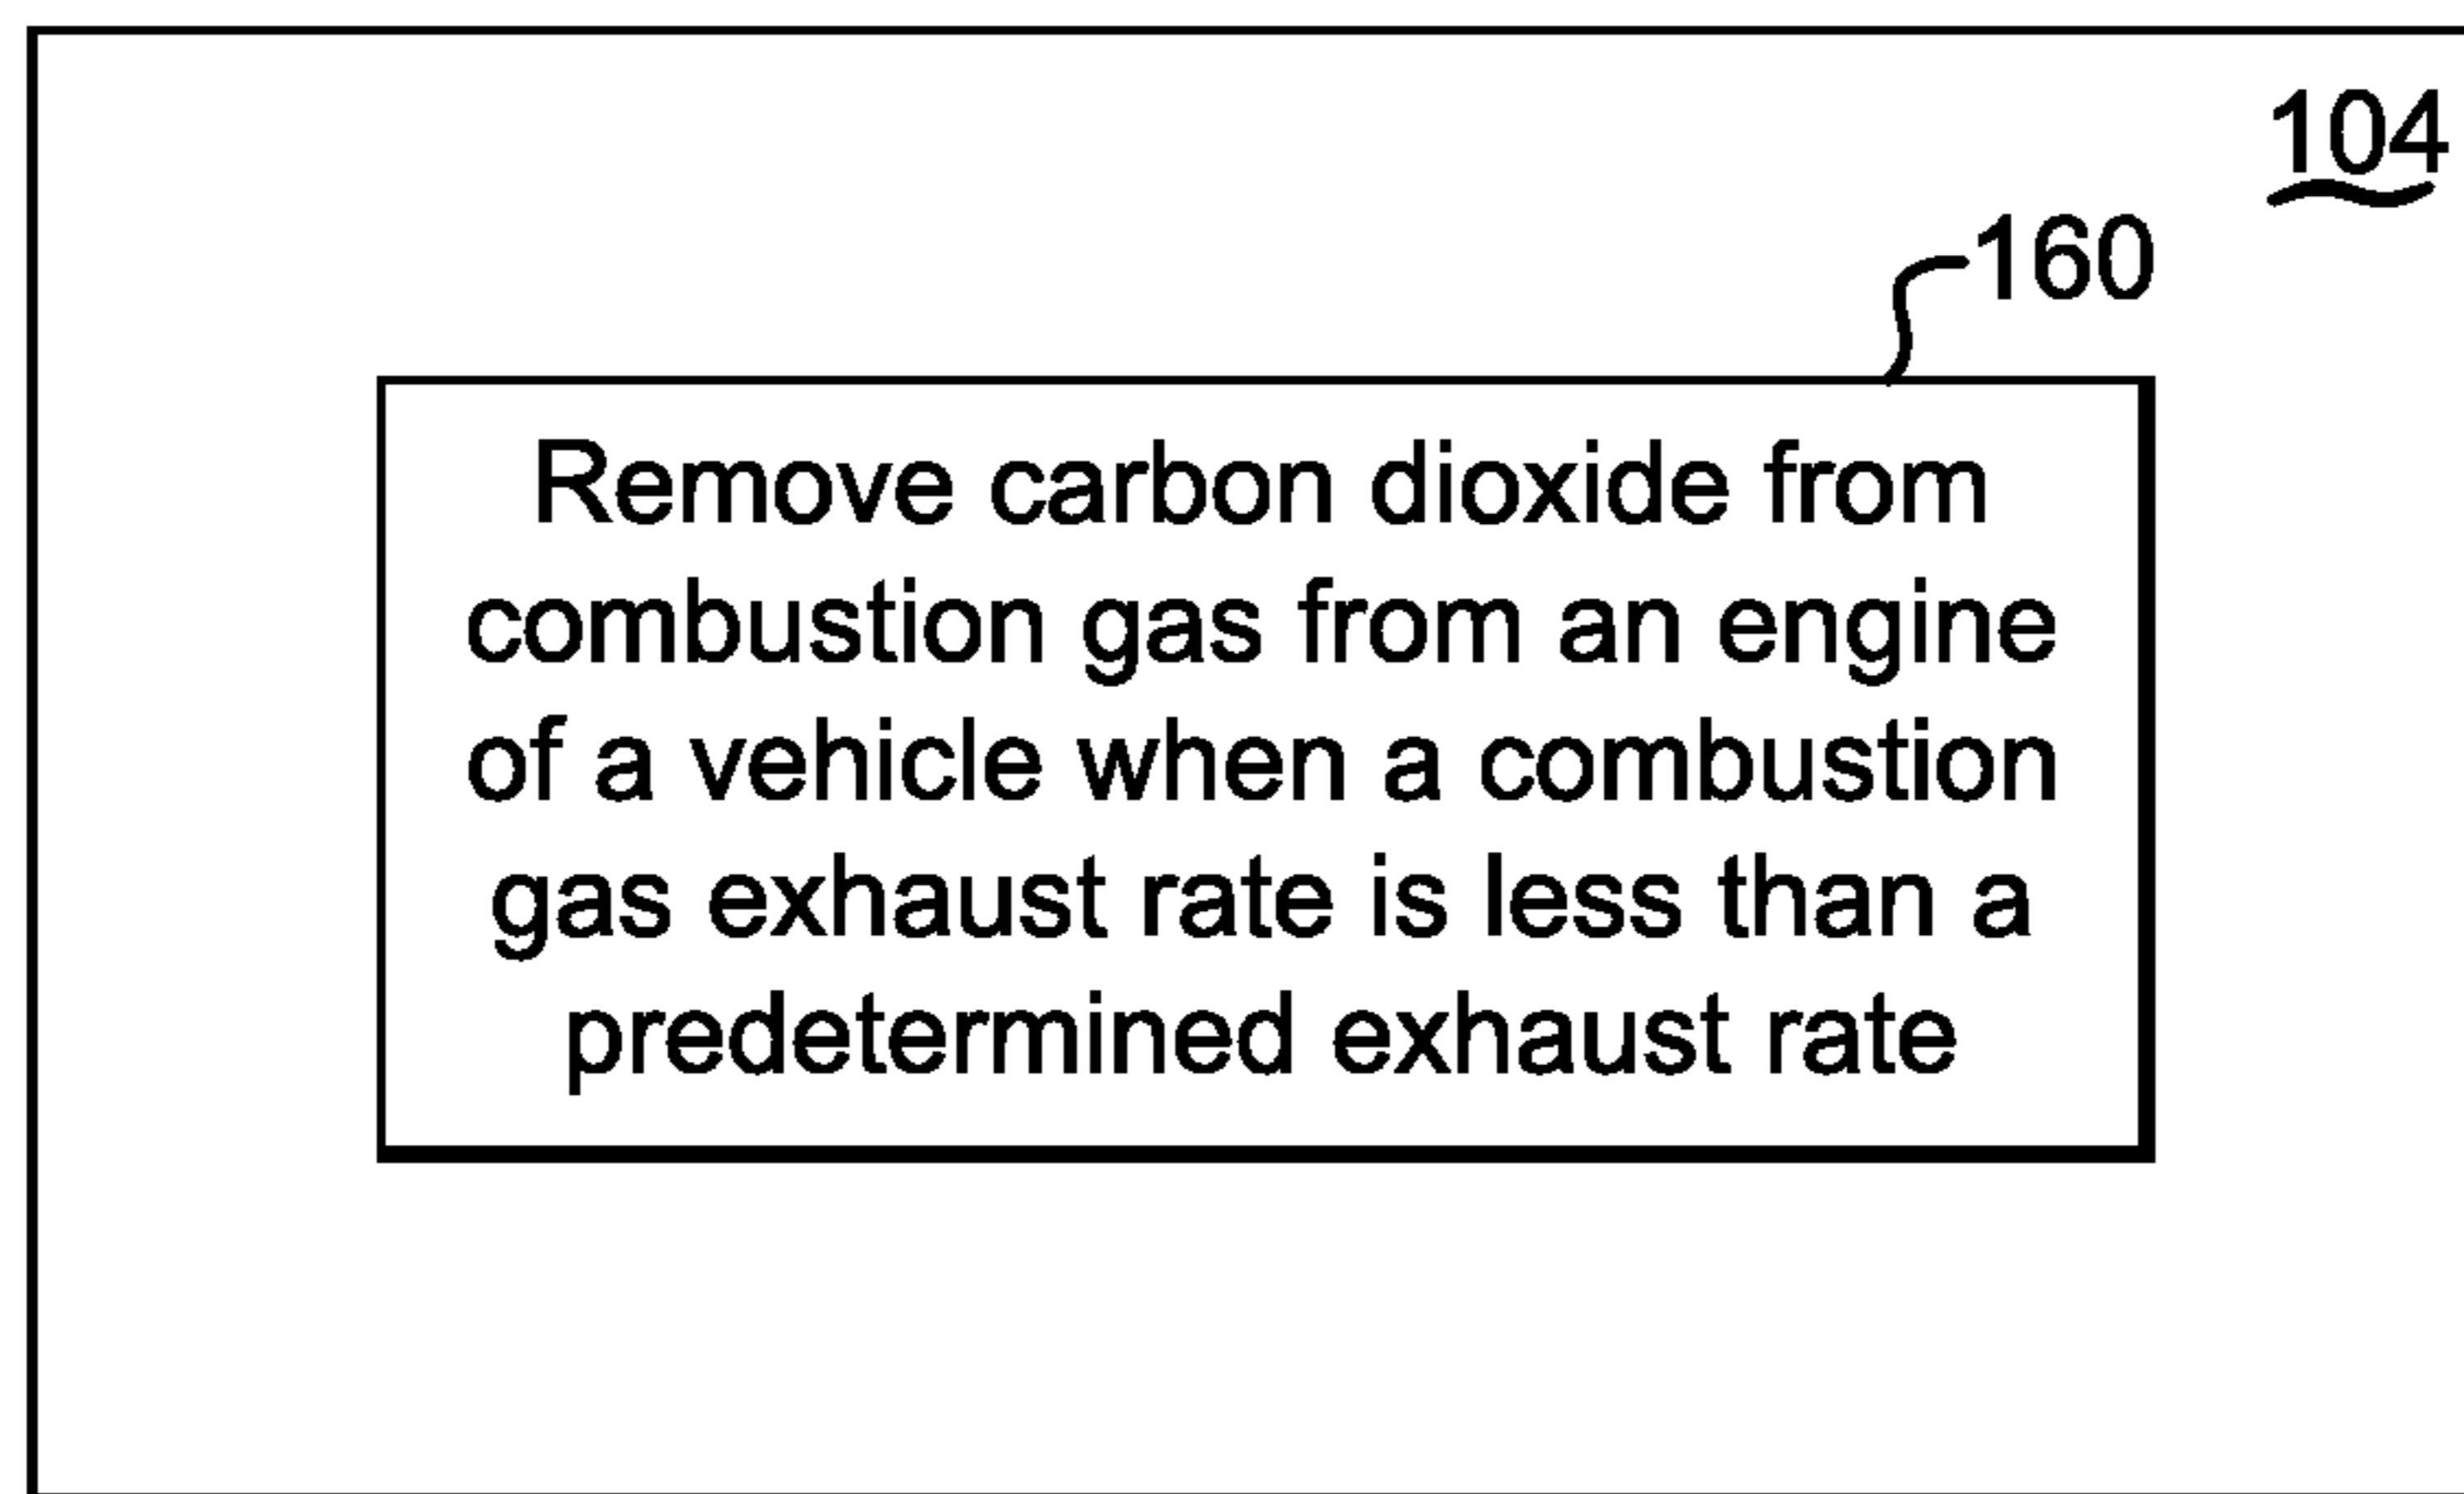 104
160
Remove carbon dioxide from
combustion gas from an engine
of a vehicle when a combustion
gas exhaust rate is less than a
predetermined exhaust rate